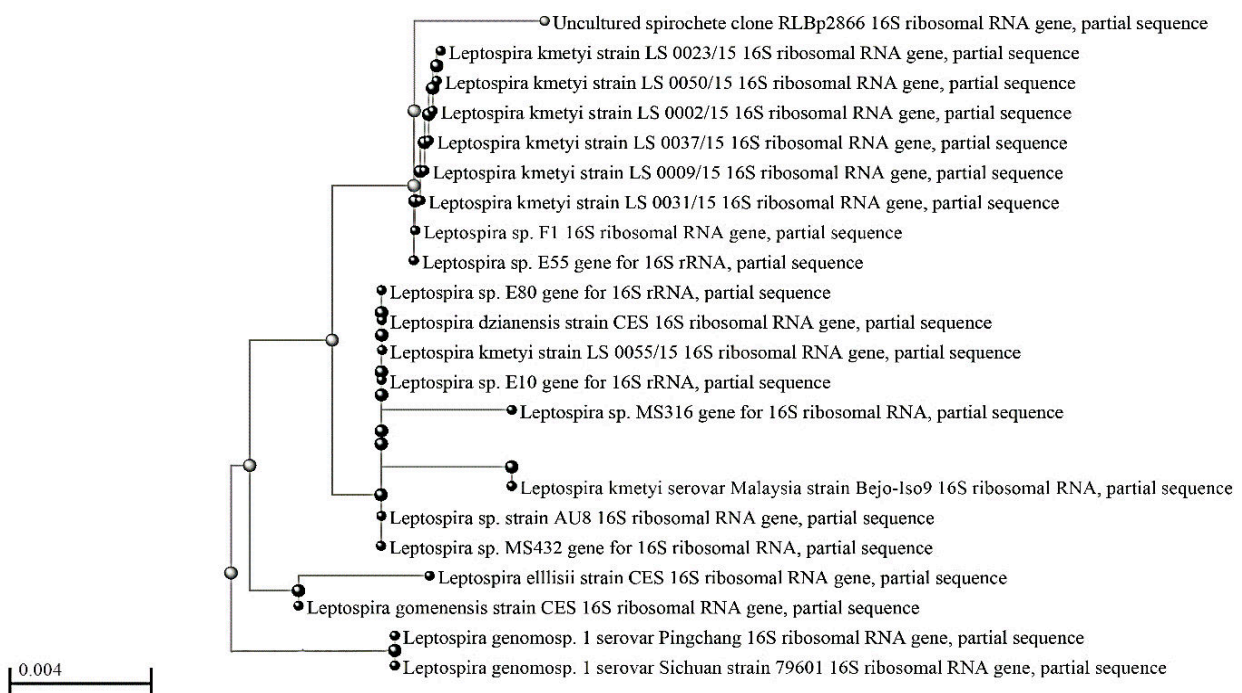 Uncultured spirochete clone RLBp2866 16S ribosomal RNA gene, partial sequence
Leptospira kmetyi strain LS 0023/15 16S ribosomal RNA gene, partial sequence
Leptospira kmetyi strain LS 0050/15 16S ribosomal RNA gene, partial sequence
Leptospira kmetyi strain LS 0002/15 16S ribosomal RNA gene, partial sequence
Leptospira kmetyi strain LS 0037/15 16S ribosomal RNA gene, partial sequence
Leptospira kmetyi strain LS 0009/15 16S ribosomal RNA gene, partial sequence
Leptospira kmetyi strain LS 0031/15 16S ribosomal RNA gene, partial sequence
Leptospira sp. F1 16S ribosomal RNA gene, partial sequence
Leptospira sp. E55 gene for 16S rRNA, partial sequence
Leptospira sp. E80 gene for 16S rRNA, partial sequence
Leptospira dzianensis strain CES 16S ribosomal RNA gene, partial sequence
Leptospira kmetyi strain LS 0055/15 16S ribosomal RNA gene, partial sequence
Leptospira sp. E10 gene for 16S rRNA, partial sequence
Leptospira sp. MS316 gene for 16S ribosomal RNA, partial sequence
Leptospira kmetyi serovar Malaysia strain Bejo-Iso9 16S ribosomal RNA, partial sequence
Leptospira sp. strain AU8 16S ribosomal RNA gene, partial sequence
Leptospira sp. MS432 gene for 16S ribosomal RNA, partial sequence
Leptospira elllisii strain CES 16S ribosomal RNA gene, partial sequence
Leptospira gomenensis strain CES 16S ribosomal RNA gene, partial sequence
Leptospira genomosp. 1 serovar Pingchang 16S ribosomal RNA gene, partial sequence
Leptospira genomosp. 1 serovar Sichuan strain 79601 16S ribosomal RNA gene, partial sequence
0.004